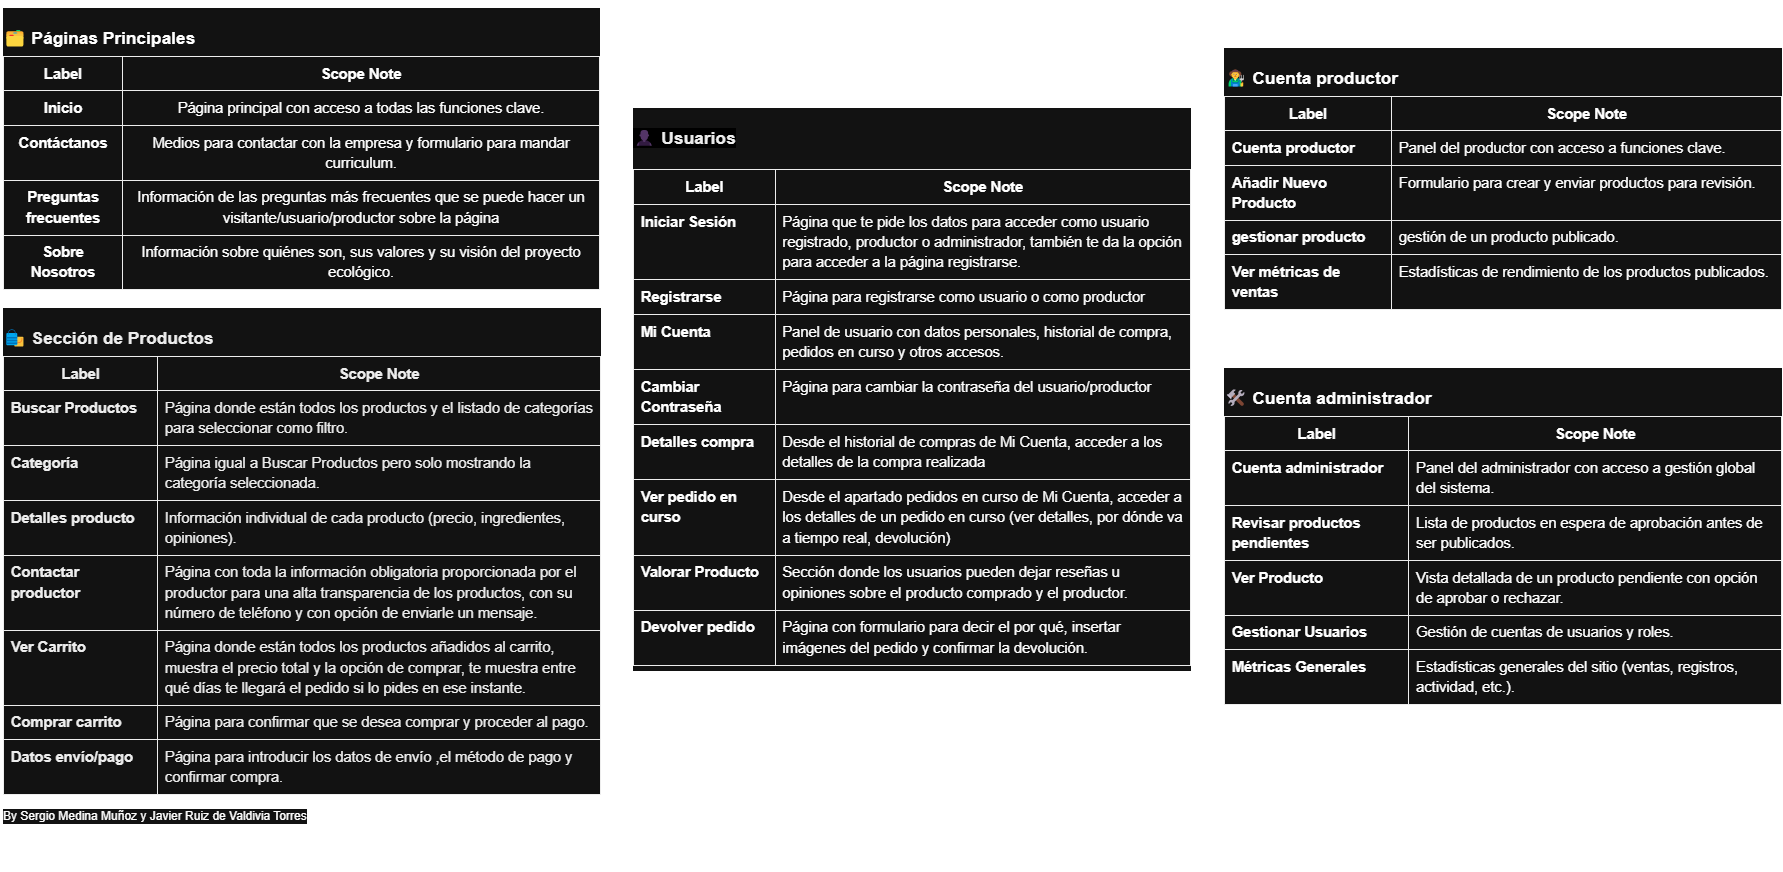 Páginas Principales
Label Scope Note
Inicio Página principal con acceso a todas las funciones clave.
Contáctanos Medios para contactar con la empresa y formulario para mandar
curriculum.
Preguntas Información de las preguntas más frecuentes que se puede hacer un
frecuentes visitante/usuario/productor sobre la página
Sobre Información sobre quiénes son, sus valores y su visión del proyecto
Nosotros ecológico.
Sección de Productos
Label Scope Note
Buscar Productos Página donde están todos los productos y el listado de categorías
para seleccionar como filtro.
Categoría Página igual a Buscar Productos pero solo mostrando la
categoría seleccionada.
Detalles producto Información individual de cada producto (precio, ingredientes,
opiniones).
Contactar Página con toda la información obligatoria proporcionada por el
productor productor para una alta transparencia de los productos, con su
número de teléfono y con opción de enviarle un mensaje.
Ver Carrito Página donde están todos los productos añadidos al carrito,
muestra el precio total y la opción de comprar, te muestra entre
qué días te llegará el pedido si lo pides en ese instante.
Comprar carrito Página para confirmar que se desea comprar y proceder al pago.
Datos envío/pago Página para introducir los datos de envío ,el método de pago y
confirmar compra.
By Sergio Medina Muñoz y Javier Ruiz de Valdivia Torres
Usuarios
Label Scope Note
Iniciar Sesión Página que te pide los datos para acceder como usuario
registrado, productor o administrador, también te da la opción
para acceder a la página registrarse.
Registrarse Página para registrarse como usuario o como productor
Mi Cuenta Panel de usuario con datos personales, historial de compra,
pedidos en curso y otros accesos.
Cambiar Página para cambiar la contraseña del usuario/productor
Contraseña
Detalles compra Desde el historial de compras de Mi Cuenta, acceder a los
detalles de la compra realizada
Ver pedido en Desde el apartado pedidos en curso de Mi Cuenta, acceder a
curso los detalles de un pedido en curso (ver detalles, por dónde va
a tiempo real, devolución)
Valorar Producto Sección donde los usuarios pueden dejar reseñas u
opiniones sobre el producto comprado y el productor.
Devolver pedido Página con formulario para decir el por qué, insertar
imágenes del pedido y confirmar la devolución.
Cuenta productor
Label Scope Note
Cuenta productor Panel del productor con acceso a funciones clave.
Añadir Nuevo Formulario para crear y enviar productos para revisión.
Producto
gestionar producto gestión de un producto publicado.
Ver métricas de Estadísticas de rendimiento de los productos publicados.
ventas
Cuenta administrador
Label Scope Note
Cuenta administrador Panel del administrador con acceso a gestión global
del sistema.
Revisar productos Lista de productos en espera de aprobación antes de
pendientes ser publicados.
Ver Producto Vista detallada de un producto pendiente con opción
de aprobar o rechazar.
Gestionar Usuarios Gestión de cuentas de usuarios y roles.
Métricas Generales Estadísticas generales del sitio (ventas, registros,
actividad, etc.).